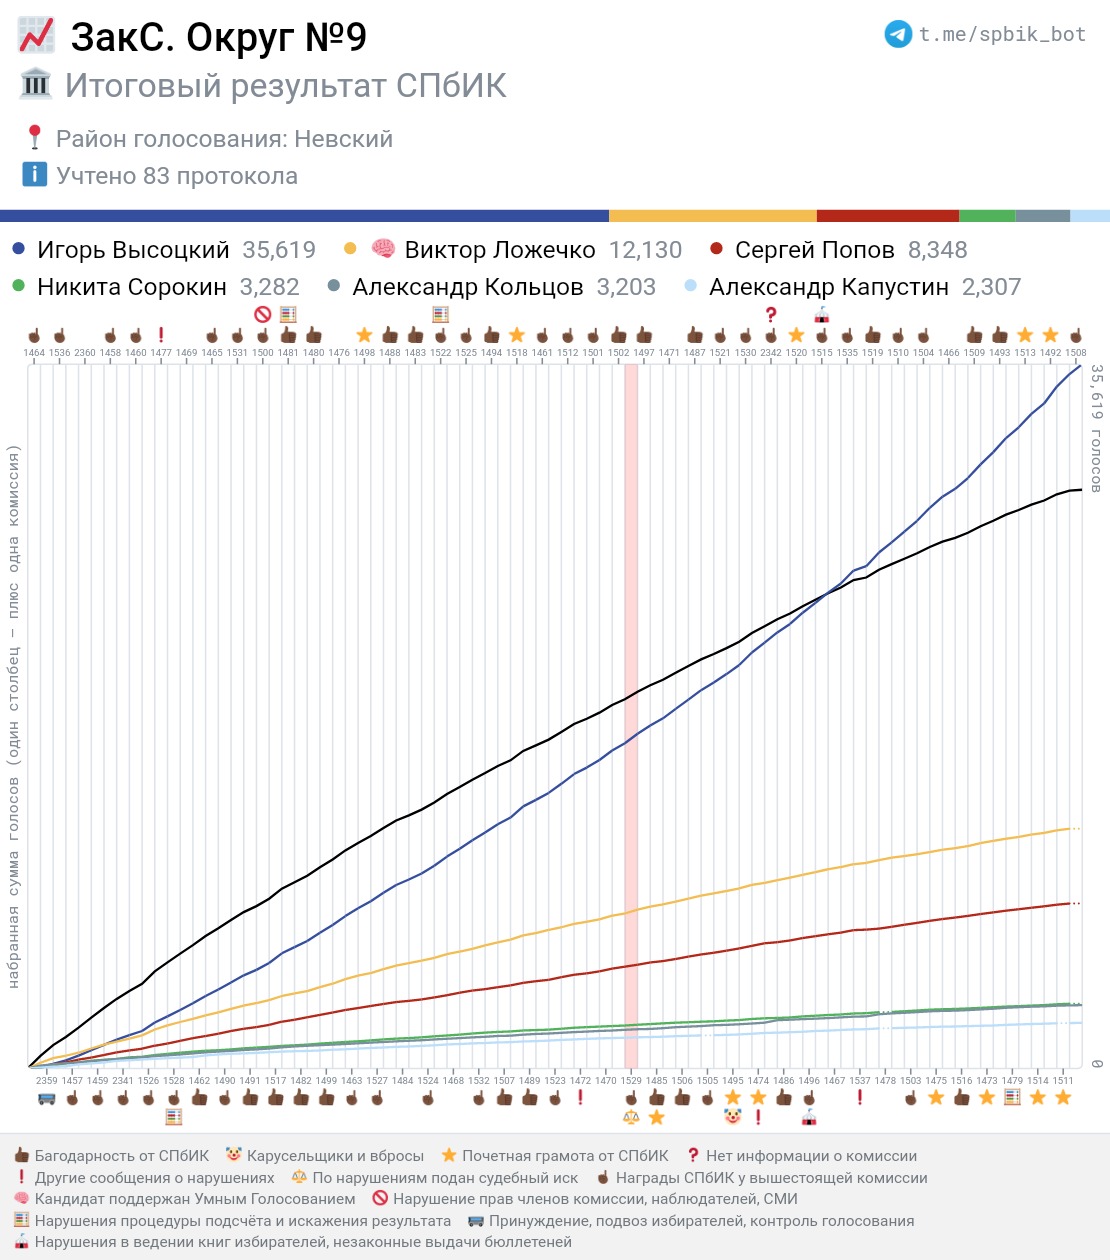 ЗакС. Округ №9
t.me/spbik_bot
Итоговый результат СПбИК
Район голосования: Невский
Учтено 83 протокола
Игорь Высоцкий 35,619 Виктор Ложечко 12,130 Сергей Попов 8,348
Никита Сорокин 3,282 Александр Кольцов 3,203 Александр Капустин 2,307
1464 1536 2360 1458 1460 1477 1469 1465 1531 1500 1481 1480 1476 1498 1488 1483 1522 1525 1494 1518 1461 1512 1501 1502 1497 1471 1487 1521 1530 2342 1520 1515 1535 1519 1510 1504 1466 1509 1493 1513 1492 1508
35,619 голосов
набранная сумма голосов (один столбец – плюс одна комиссия)
0
2359 1457 1459 2341 1526 1528 1462 1490 1491 1517 1482 1499 1463 1527 1484 1524 1468 1532 1507 1489 1523 1472 1470 1529 1485 1506 1505 1495 1474 1486 1496 1467 1537 1478 1503 1475 1516 1473 1479 1514 1511
Багодарность от СПбИК Карусельщики и вбросы Почетная грамота от СПбИК Нет информации о комиссии
Другие сообщения о нарушениях По нарушениям подан судебный иск Награды СПбИК у вышестоящей комиссии
Кандидат поддержан Умным Голосованием Нарушение прав членов комиссии, наблюдателей, СМИ
Нарушения процедуры подсчёта и искажения результата Принуждение, подвоз избирателей, контроль голосования
Нарушения в ведении книг избирателей, незаконные выдачи бюллетеней